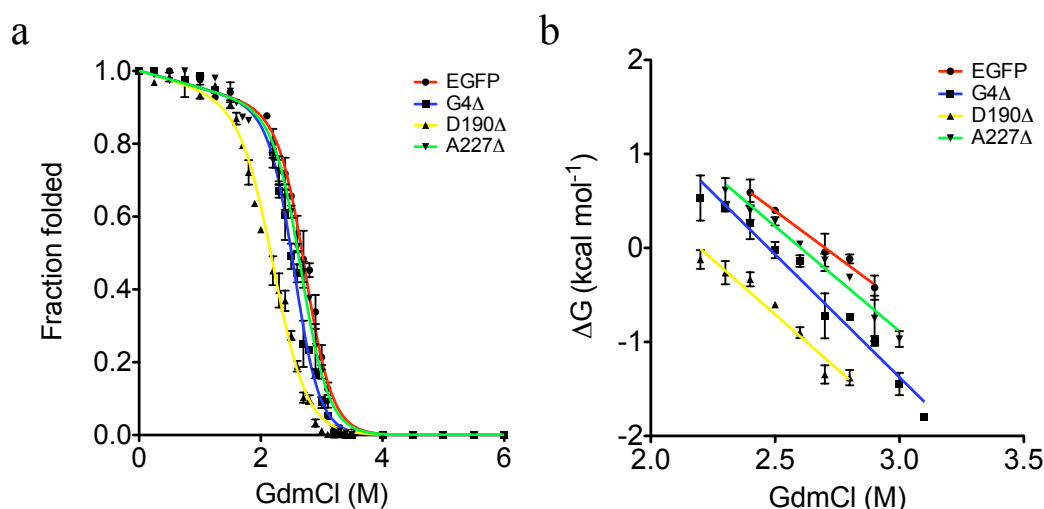 a
b
1.0
0.8
0.6
0.4
0.2
0.0
Fraction folded
EGFP
G4Δ
D190Δ
A227Δ
0
2
4
6
GdmCl (M)
2
1
0
-1
-2
ΔG (kcal mol⁻¹)
EGFP
G4Δ
D190Δ
A227Δ
2.0
2.5
3.0
3.5
GdmCl (M)